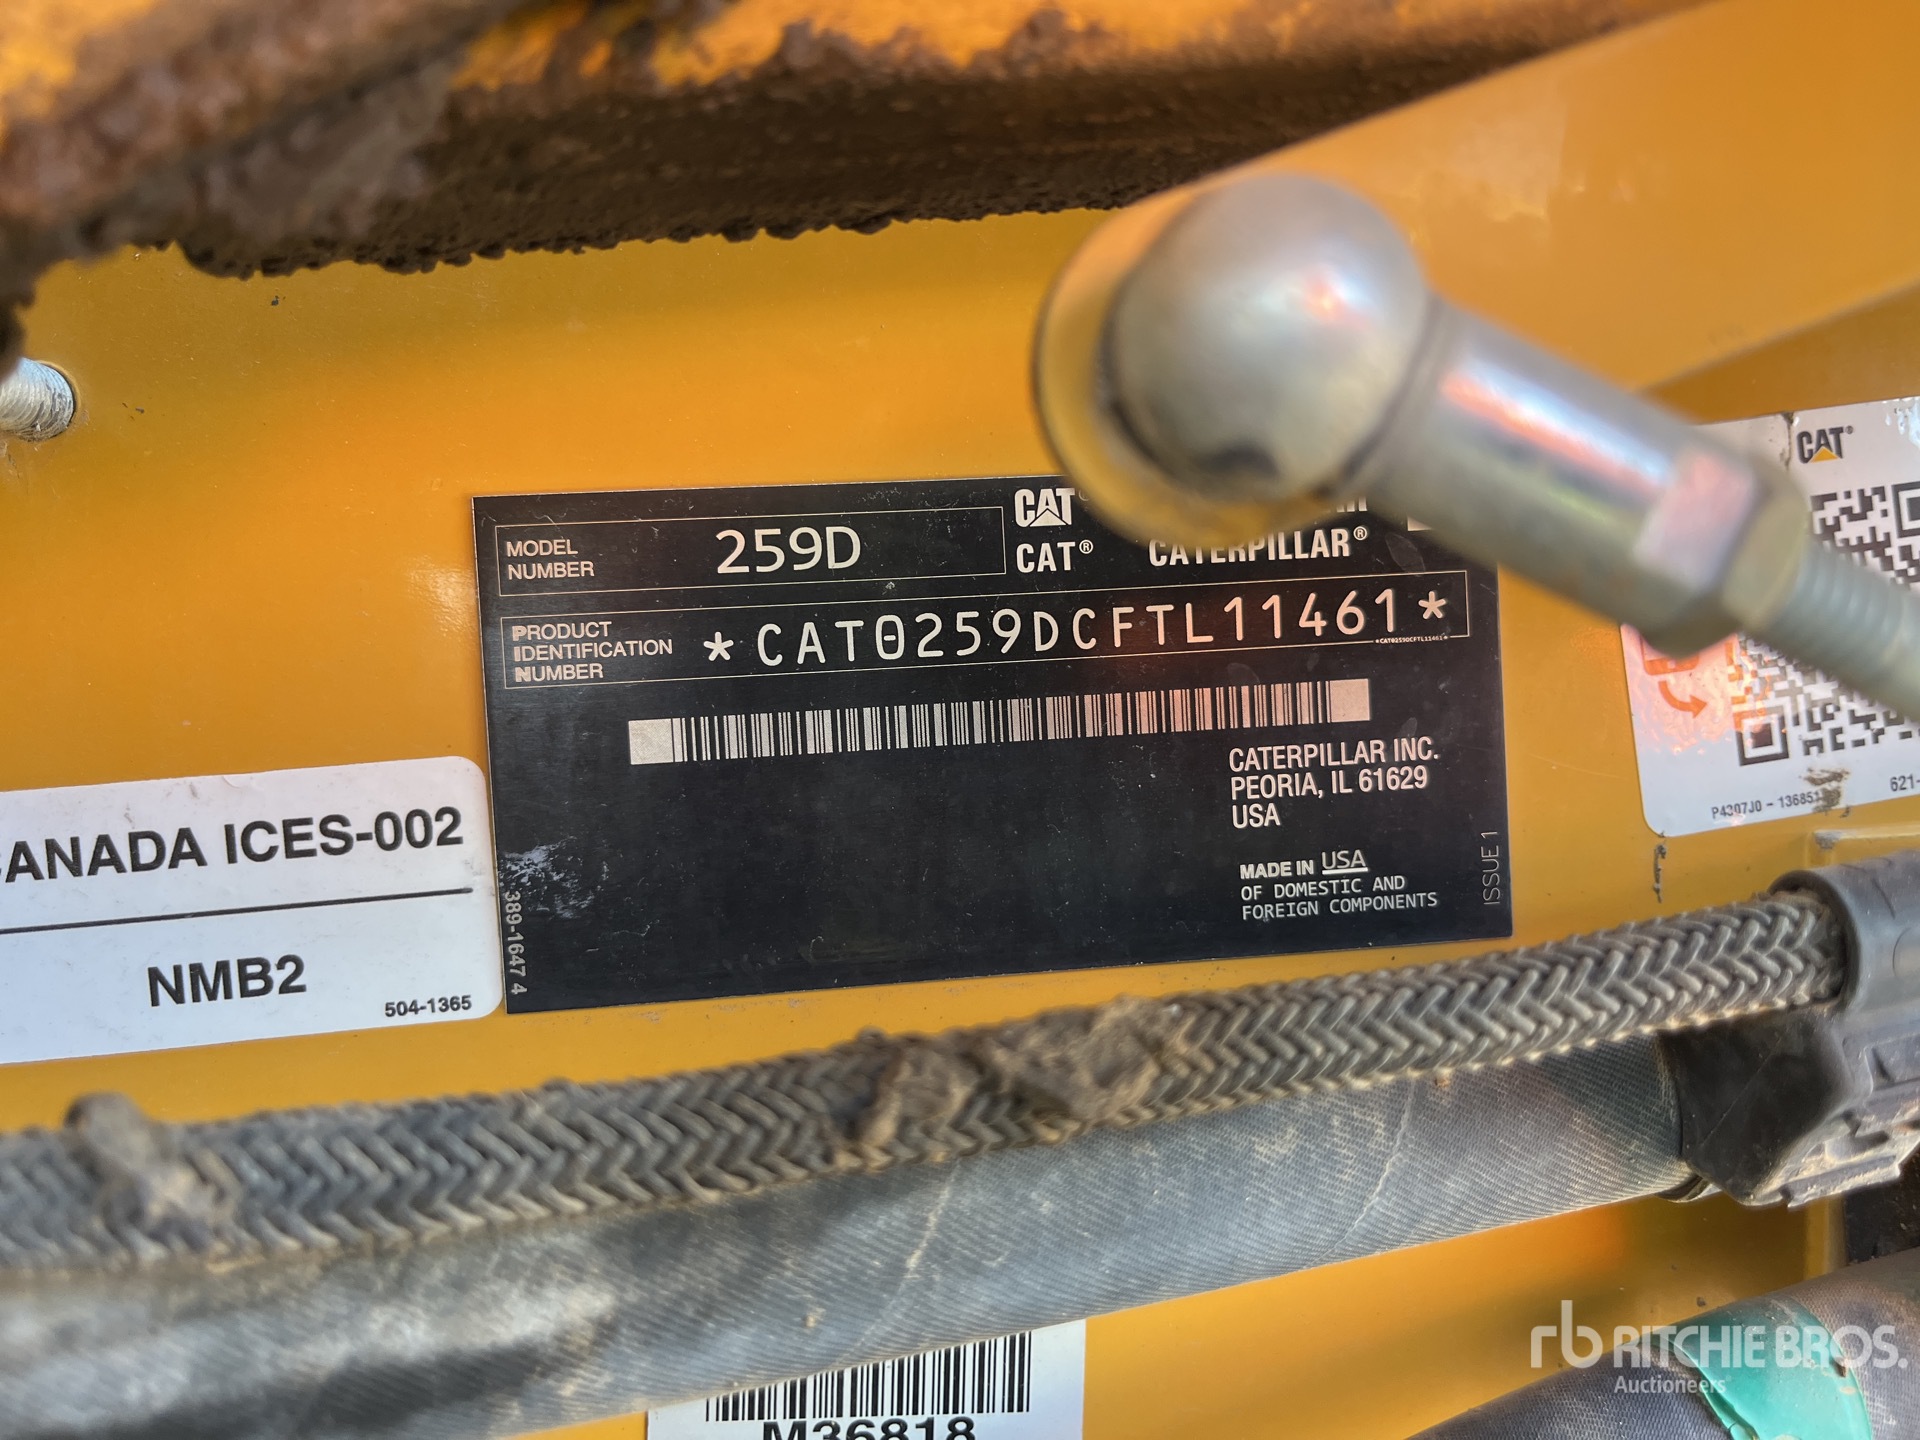 MODEL
NUMBER
259D
CAT
CAT® CATERPILLAR®
PRODUCT
IDENTIFICATION
NUMBER
*CAT0259DCFTL11461*
*CAT0259DCFTL11461*
CATERPILLAR INC.
PEORIA, IL 61629
USA
MADE IN USA
OF DOMESTIC AND
FOREIGN COMPONENTS
ISSUE 1
389-1647 4
CANADA ICES-002
NMB2
504-1365
CAT®
P4307J0 - 13685
621-
M36818
rb RITCHIE BROS.
Auctioneers